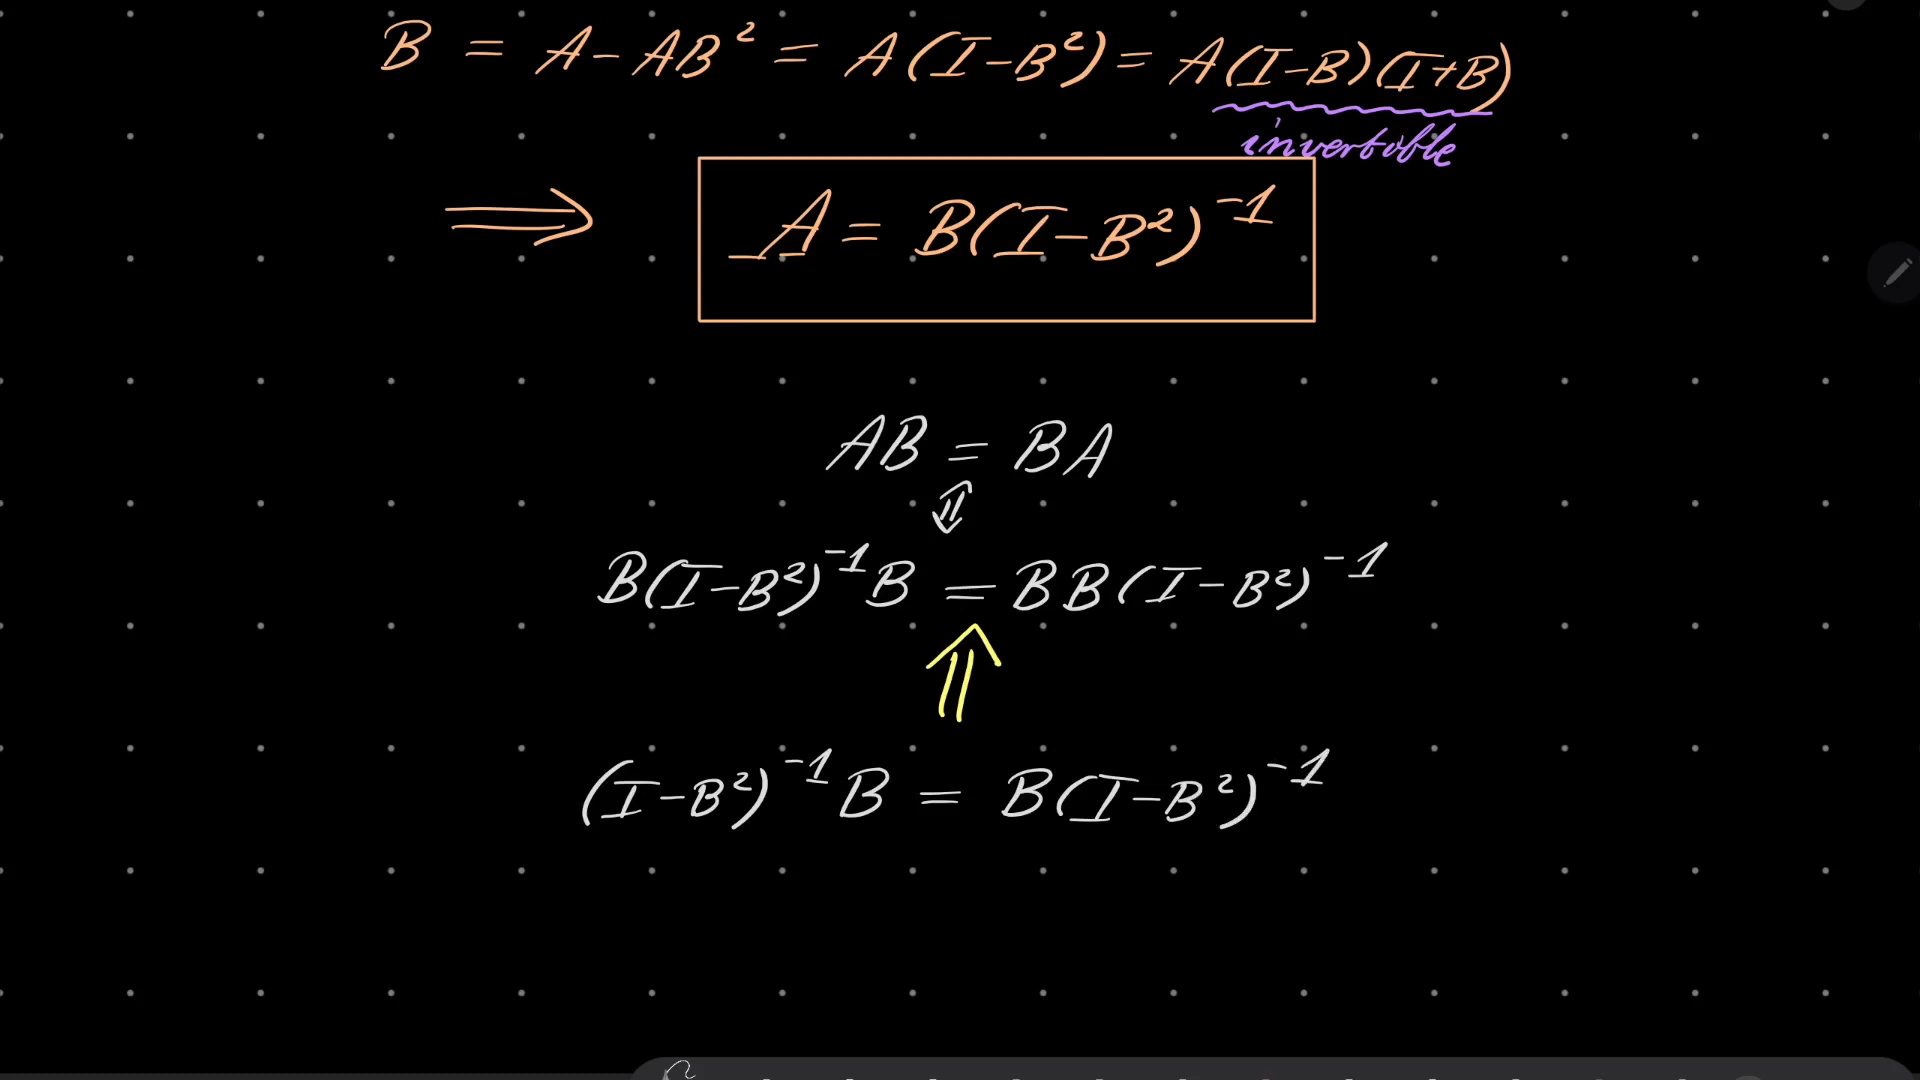 B = A - AB² = A(I-B²) = A(I-B)(I+B)
invertible
⟹ A = B(I-B²)⁻¹
AB = BA
⇕
B(I-B²)⁻¹B = BB(I-B²)⁻¹
⇑
(I-B²)⁻¹B = B(I-B²)⁻¹